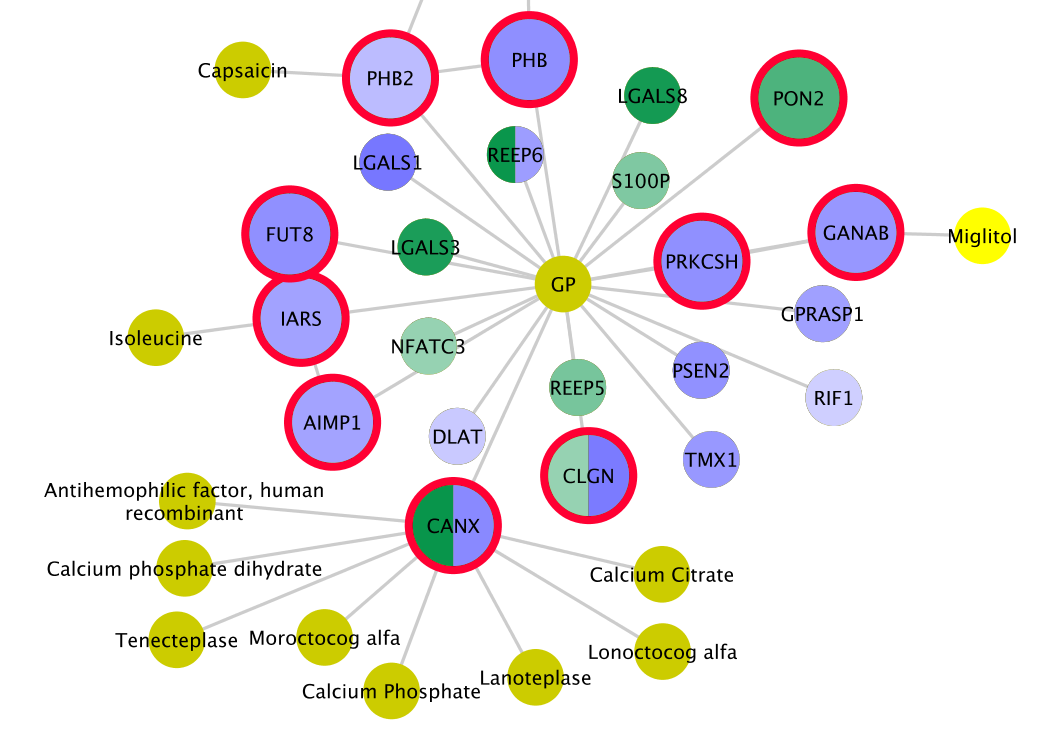 PHB
Capsaicin
PHB2
LGALS8
PON2
LGALS1
REEP6
S100P
FUT8
LGALS3
GANAB
Miglitol
PRKCSH
GP
IARS
GPRASP1
Isoleucine
NFATC3
PSEN2
REEP5
RIF1
AIMP1
DLAT
TMX1
CLGN
Antihemophilic factor, human
recombinant
CANX
Calcium phosphate dihydrate
Calcium Citrate
Tenecteplase
Moroctocog alfa
Lonoctocog alfa
Calcium Phosphate
Lanoteplase